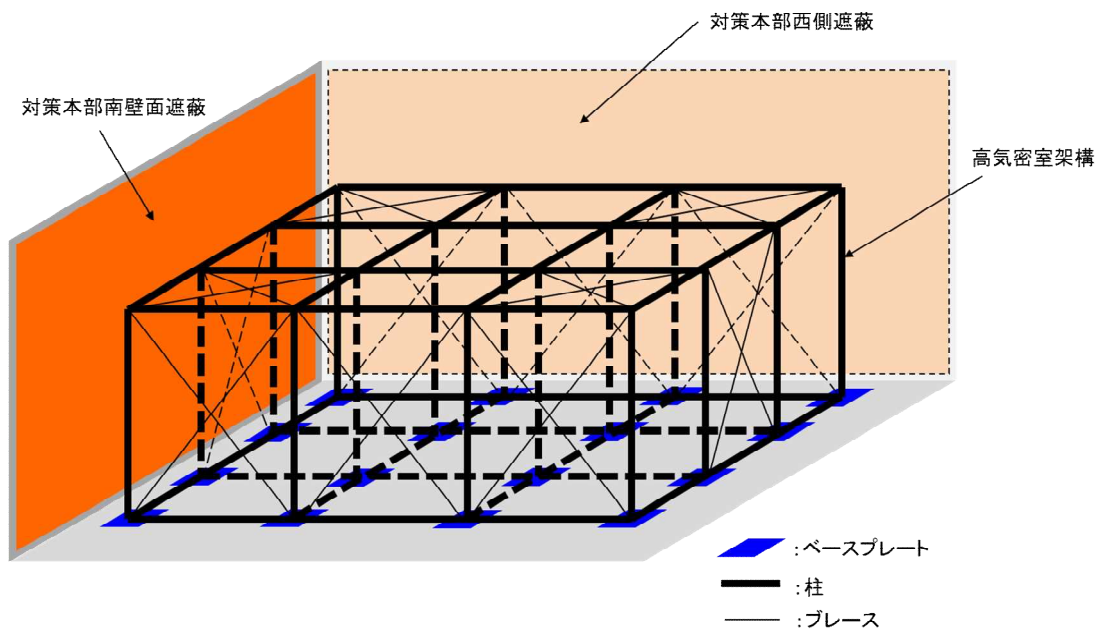 対策本部西側遮蔽
対策本部南壁面遮蔽
高気密室架構
：ベースプレート
：柱
：ブレース